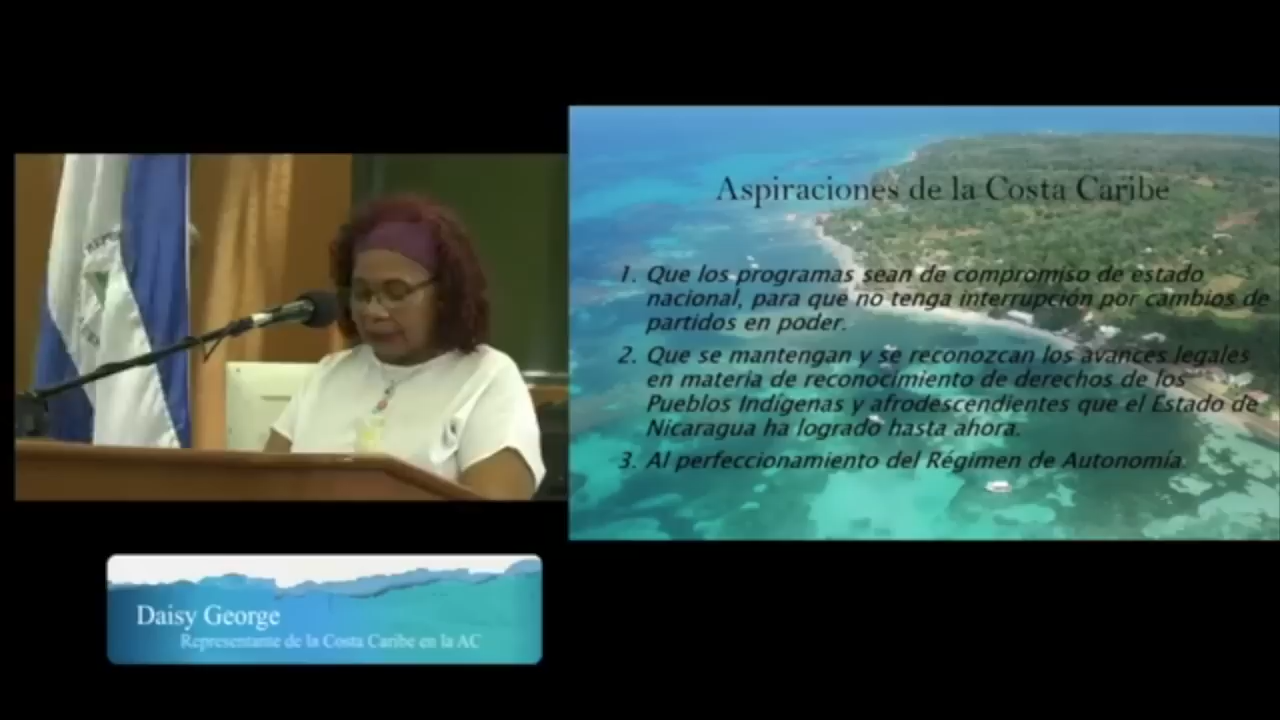 Aspiraciones de la Costa Caribe
1. Que los programas sean de compromiso de estado
nacional, para que no tenga interrupción por cambios de
partidos en poder.
2. Que se mantengan y se reconozcan los avances legales
en materia de reconocimiento de derechos de los
Pueblos Indígenas y afrodescendientes que el Estado de
Nicaragua ha logrado hasta ahora.
3. Al perfeccionamiento del Régimen de Autonomía.
Daisy George
Representante de la Costa Caribe en la AC